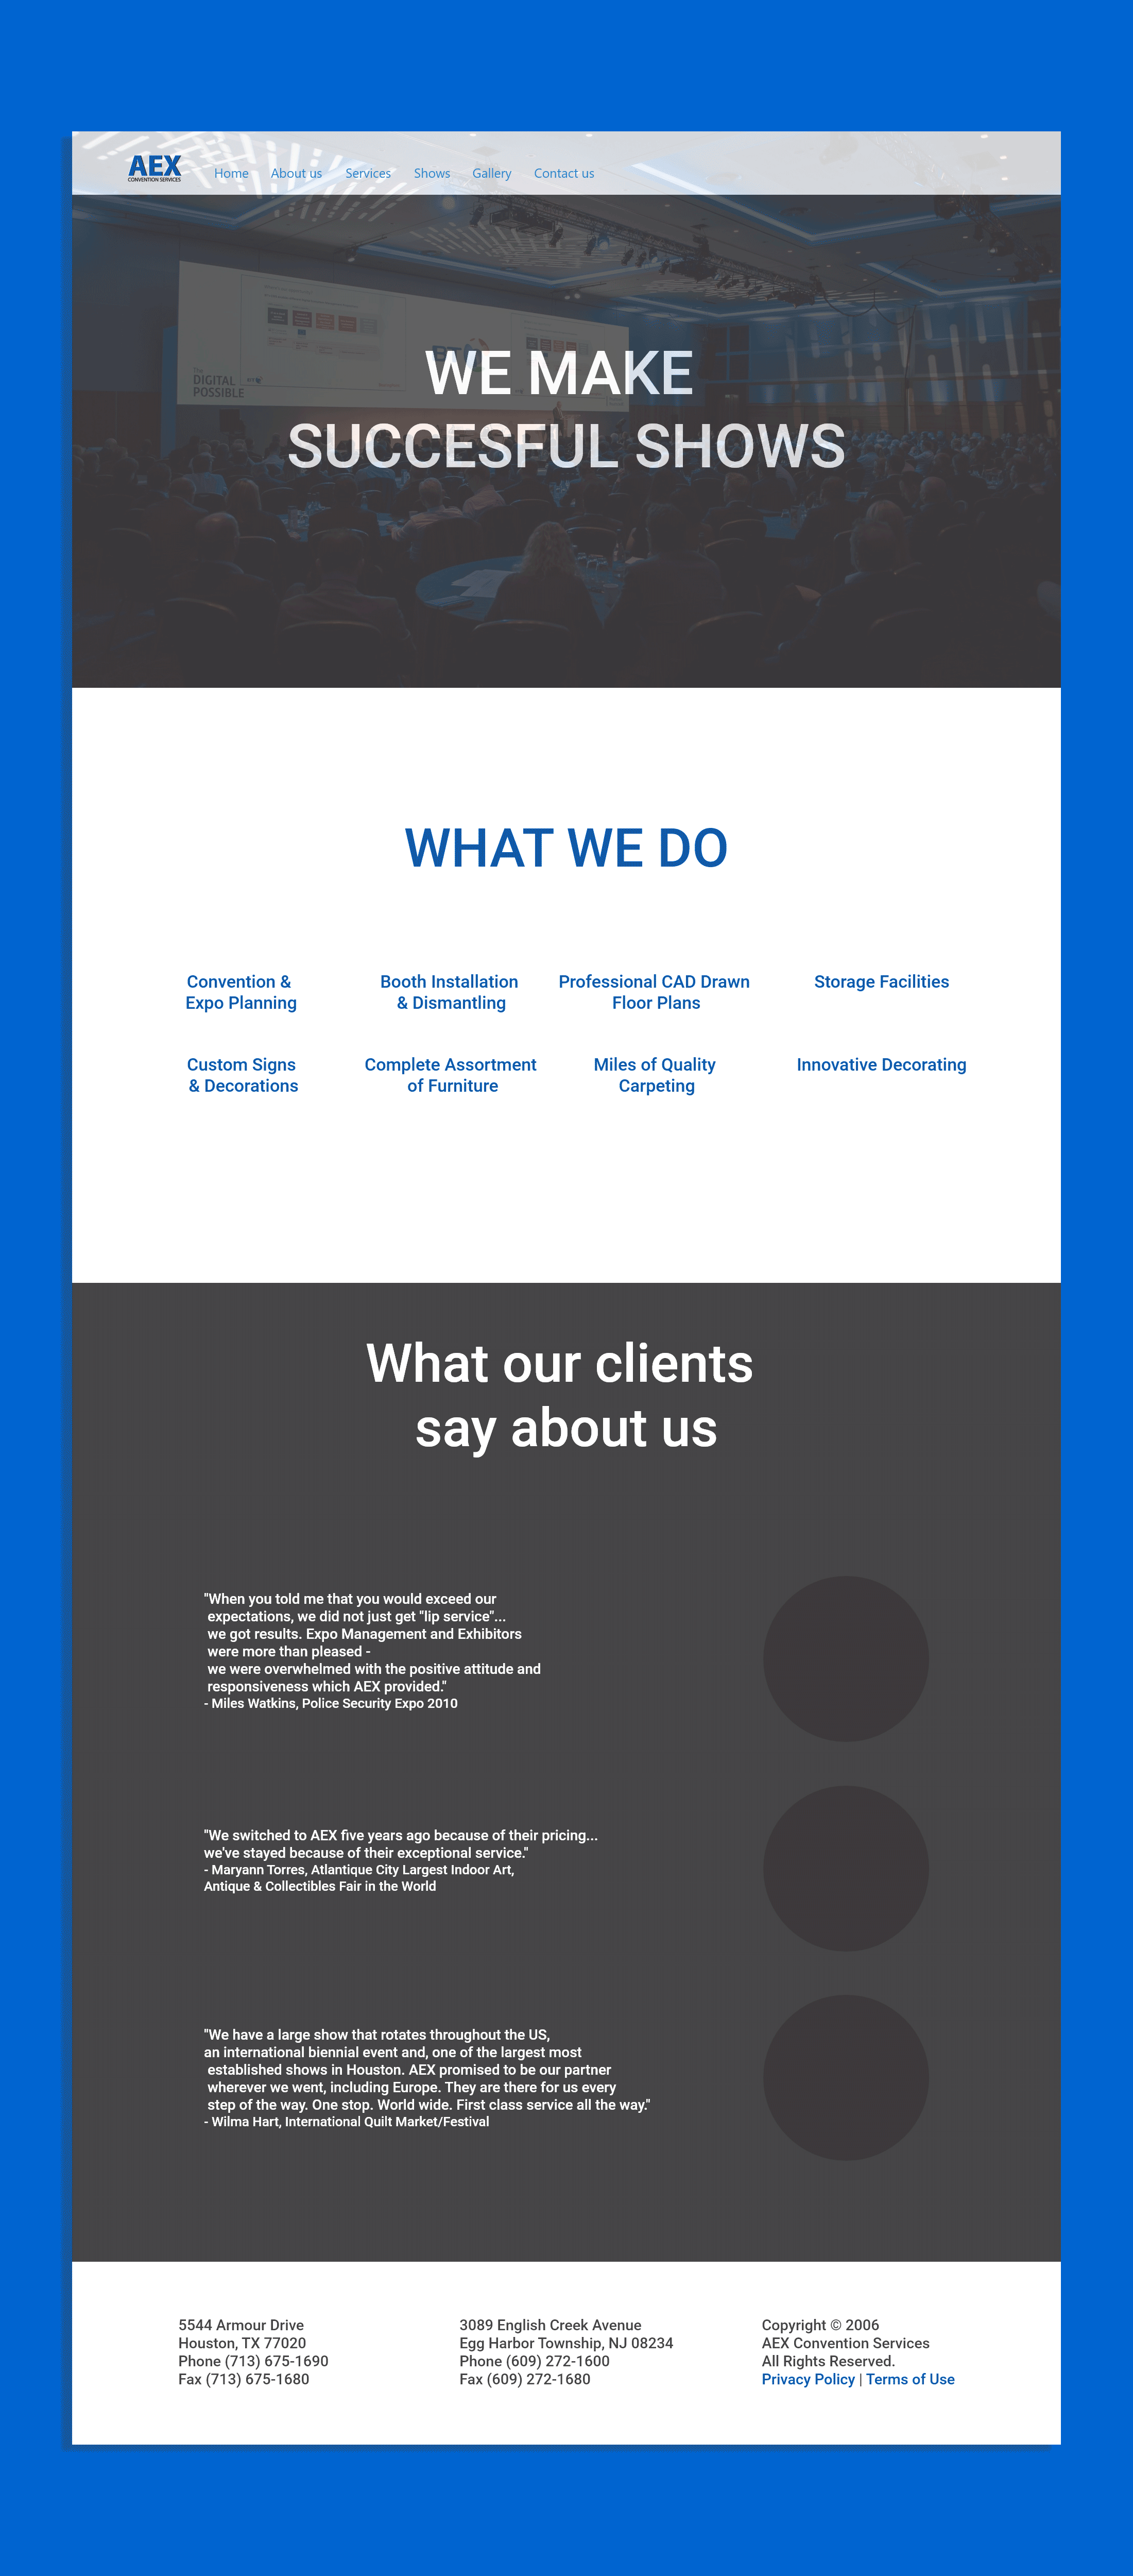 AEX
CONVENTION SERVICES
Home About us Services Shows Gallery Contact us
The
DIGITAL
POSSIBLE
WE MAKE
SUCCESFUL SHOWS
WHAT WE DO
Convention &
Expo Planning
Booth Installation
& Dismantling
Professional CAD Drawn
Floor Plans
Storage Facilities
Custom Signs
& Decorations
Complete Assortment
of Furniture
Miles of Quality
Carpeting
Innovative Decorating
What our clients
say about us
"When you told me that you would exceed our
expectations, we did not just get "lip service"...
we got results. Expo Management and Exhibitors
were more than pleased -
we were overwhelmed with the positive attitude and
responsiveness which AEX provided."
- Miles Watkins, Police Security Expo 2010
"We switched to AEX five years ago because of their pricing...
we've stayed because of their exceptional service."
- Maryann Torres, Atlantique City Largest Indoor Art,
Antique & Collectibles Fair in the World
"We have a large show that rotates throughout the US,
an international biennial event and, one of the largest most
established shows in Houston. AEX promised to be our partner
wherever we went, including Europe. They are there for us every
step of the way. One stop. World wide. First class service all the way."
- Wilma Hart, International Quilt Market/Festival
5544 Armour Drive
Houston, TX 77020
Phone (713) 675-1690
Fax (713) 675-1680
3089 English Creek Avenue
Egg Harbor Township, NJ 08234
Phone (609) 272-1600
Fax (609) 272-1680
Copyright © 2006
AEX Convention Services
All Rights Reserved.
Privacy Policy | Terms of Use